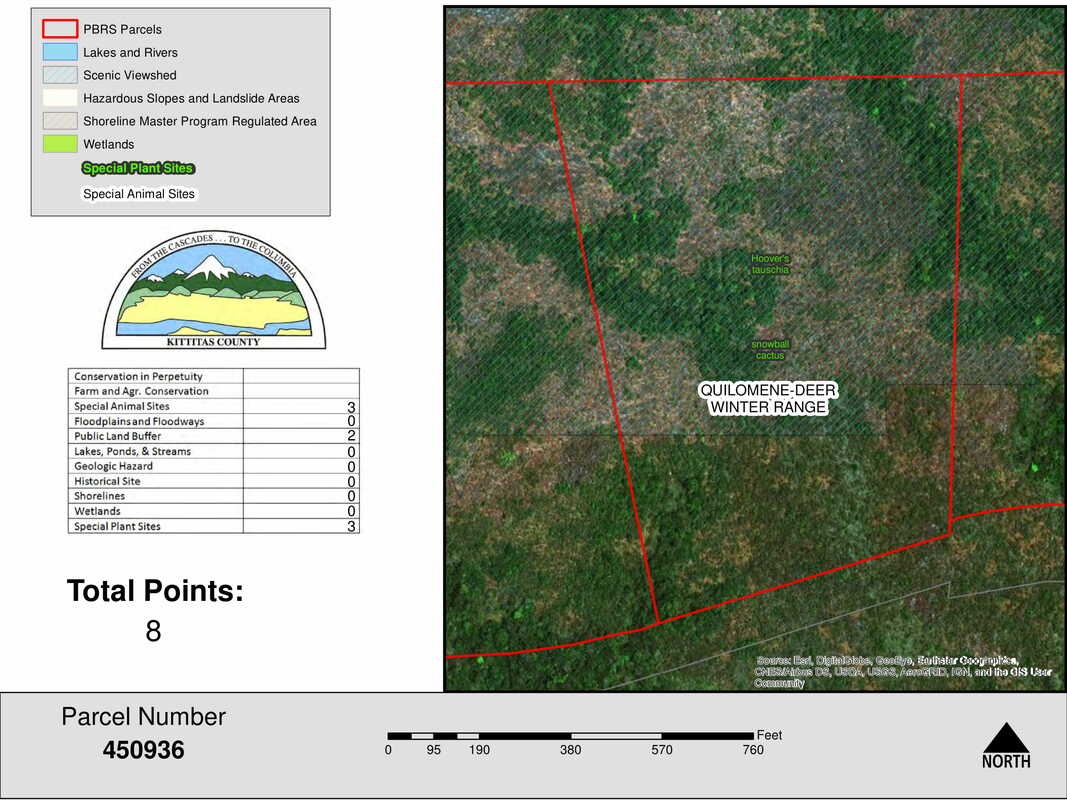 PBRS Parcels
Lakes and Rivers
Scenic Viewshed
Hazardous Slopes and Landslide Areas
Shoreline Master Program Regulated Area
Wetlands
Special Plant Sites
Special Animal Sites
FROM THE CASCADES . . . TO THE COLUMBIA
KITTITAS COUNTY
Conservation in Perpetuity
Farm and Agr. Conservation
Special Animal Sites 3
Floodplains and Floodways 0
Public Land Buffer 2
Lakes, Ponds, & Streams 0
Geologic Hazard 0
Historical Site 0
Shorelines 0
Wetlands 0
Special Plant Sites 3
Total Points:
8
Hoover's
tauschia
snowball
cactus
QUILOMENE-DEER
WINTER RANGE
Source: Esri, DigitalGlobe, GeoEye, Earthstar Geographics,
CNES/Airbus DS, USDA, USGS, AeroGRID, IGN, and the GIS User
Community
Parcel Number
450936
Feet
0 95 190 380 570 760
NORTH